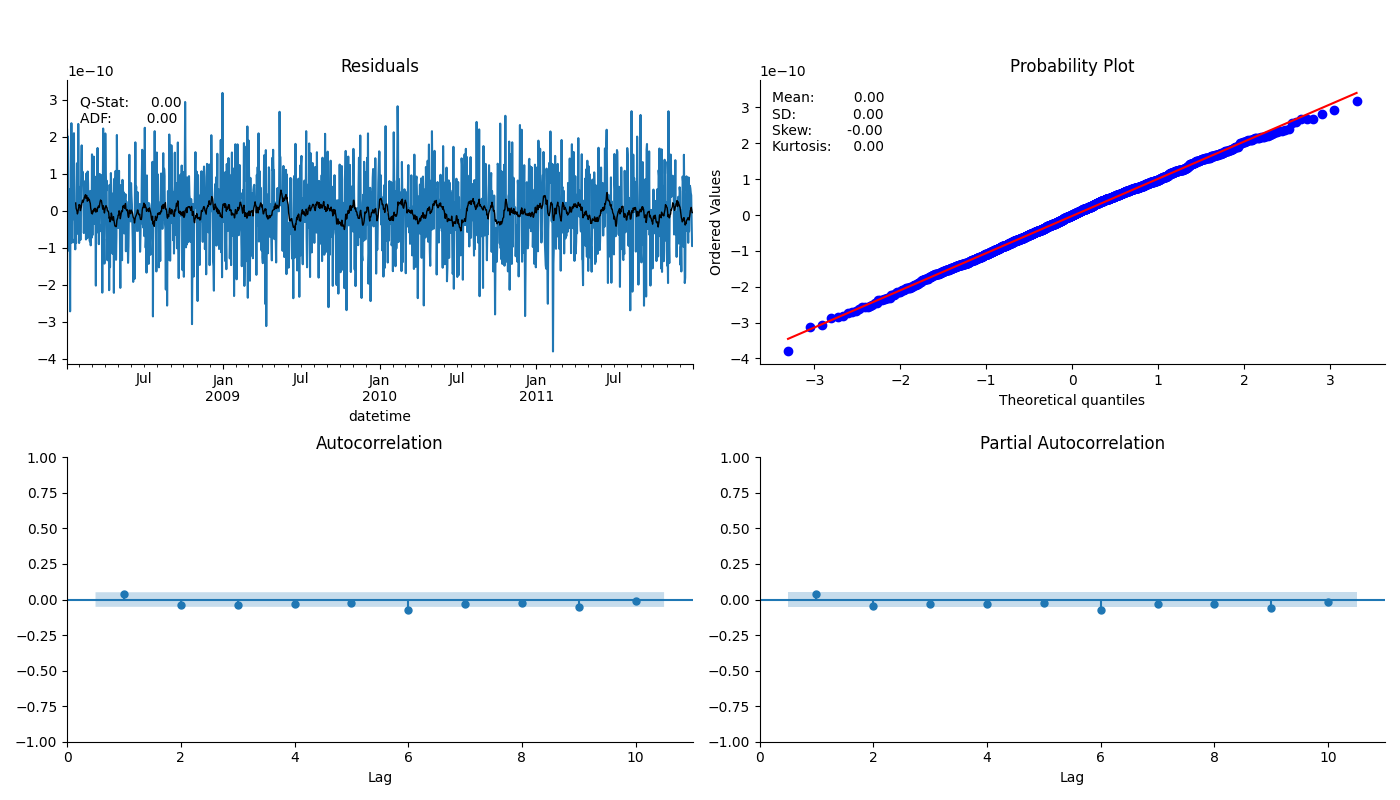 Residuals
1e−10
Q-Stat: 0.00
ADF: 0.00
3
2
1
0
−1
−2
−3
−4
Jul Jan Jul Jan Jul Jan Jul
2009 2010 2011
datetime
Probability Plot
1e−10
Mean: 0.00
SD: 0.00
Skew: -0.00
Kurtosis: 0.00
Ordered Values
3
2
1
0
−1
−2
−3
−4
−3 −2 −1 0 1 2 3
Theoretical quantiles
Autocorrelation
1.00
0.75
0.50
0.25
0.00
−0.25
−0.50
−0.75
−1.00
0 2 4 6 8 10
Lag
Partial Autocorrelation
1.00
0.75
0.50
0.25
0.00
−0.25
−0.50
−0.75
−1.00
0 2 4 6 8 10
Lag